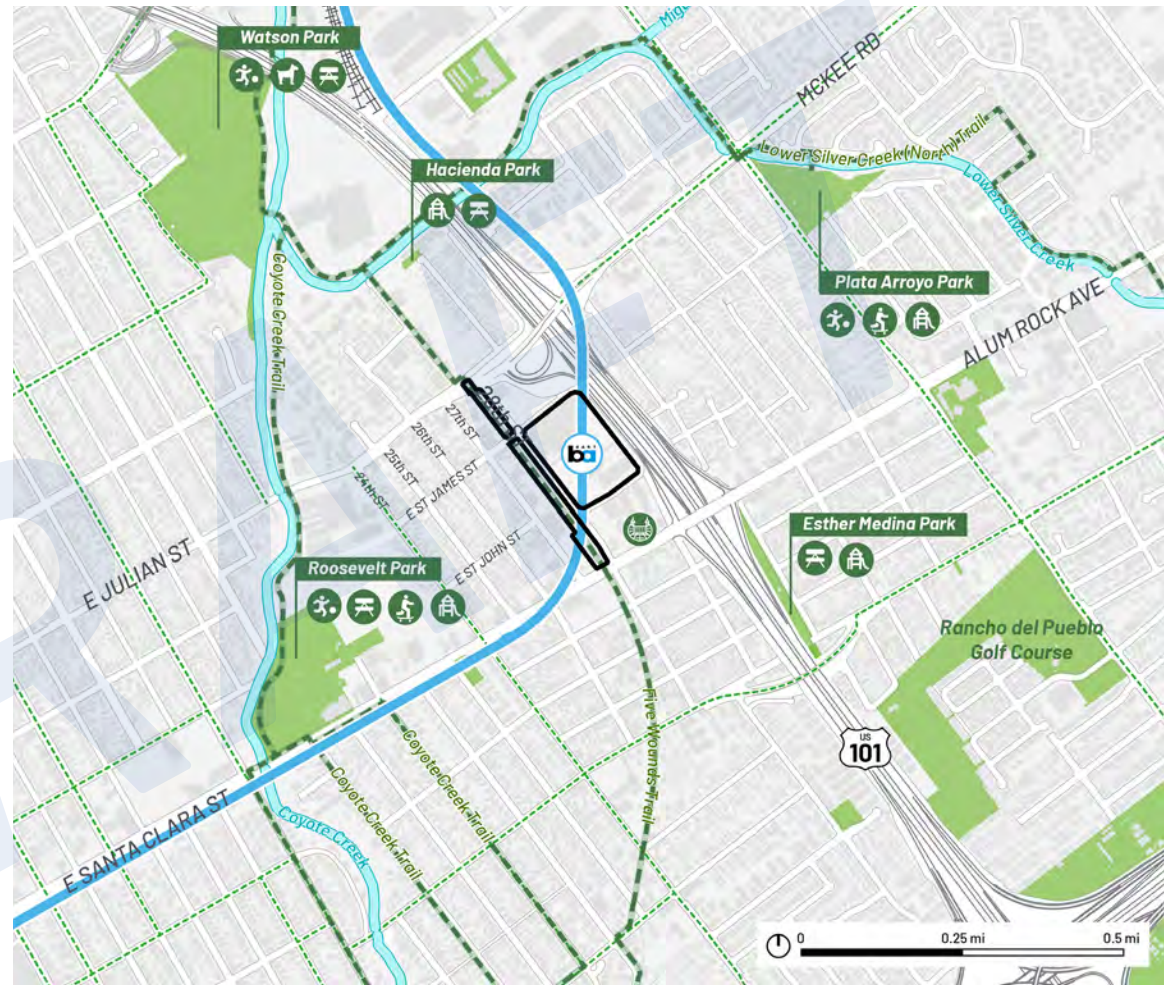 Watson Park
MCKEE RD
Lower Silver Creek (North) Trail
Hacienda Park
Lower Silver Creek
Coyote Creek Trail
Plata Arroyo Park
ALUM ROCK AVE
28th St
27th ST
26th ST
25th ST
24th ST
E ST JAMES ST
E ST JOHN ST
ba
E JULIAN ST
Roosevelt Park
Esther Medina Park
Rancho del Pueblo
Golf Course
Five Wounds Trail
US
101
Coyote Creek Trail
Coyote Creek Trail
Coyote Creek
E SANTA CLARA ST
0
0.25 mi
0.5 mi